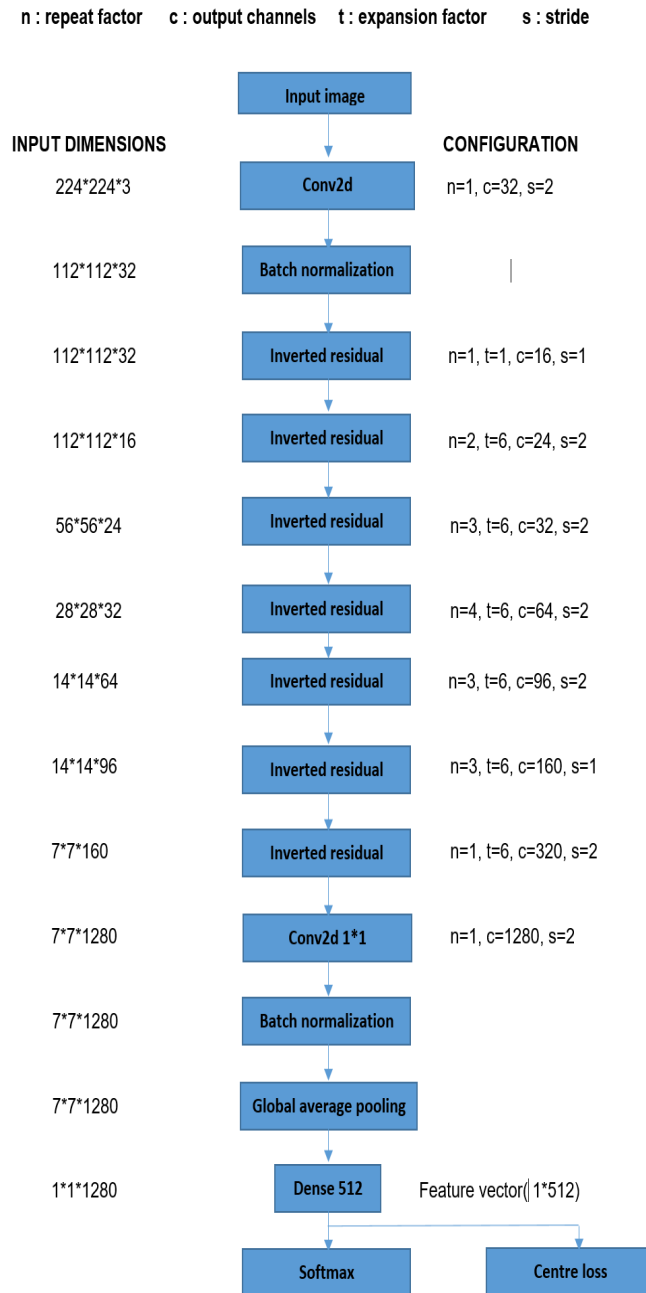 n : repeat factor c : output channels t : expansion factor s : stride
Input image
INPUT DIMENSIONS CONFIGURATION
224*224*3 Conv2d n=1, c=32, s=2
112*112*32 Batch normalization
112*112*32 Inverted residual n=1, t=1, c=16, s=1
112*112*16 Inverted residual n=2, t=6, c=24, s=2
56*56*24 Inverted residual n=3, t=6, c=32, s=2
28*28*32 Inverted residual n=4, t=6, c=64, s=2
14*14*64 Inverted residual n=3, t=6, c=96, s=2
14*14*96 Inverted residual n=3, t=6, c=160, s=1
7*7*160 Inverted residual n=1, t=6, c=320, s=2
7*7*1280 Conv2d 1*1 n=1, c=1280, s=2
7*7*1280 Batch normalization
7*7*1280 Global average pooling
1*1*1280 Dense 512 Feature vector( 1*512)
Softmax Centre loss